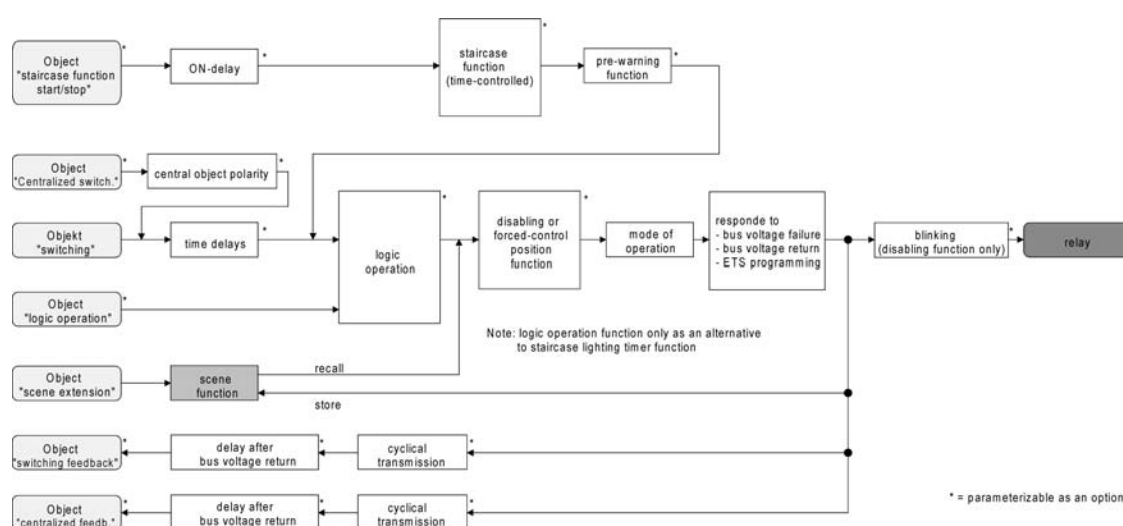 Object
"staircase function
start/stop"
*
ON-delay
*
staircase
function
(time-controlled)
*
pre-warning
function
*
Object
"Centralized switch."
*
central object polarity
*
Objekt
"switching"
time delays
*
logic
operation
*
disabling or
forced-control
position
function
*
mode of
operation
responde to
- bus voltage failure
- bus voltage return
- ETS programming
blinking
(disabling function only)
*
relay
Object
"logic operation"
*
Note: logic operation function only as an alternative
to staircase lighting timer function
Object
"scene extension"
*
scene
function
recall
store
Object
"switching feedback"
*
delay after
bus voltage return
*
cyclical
transmission
*
Object
"centralized feedb."
*
delay after
bus voltage return
*
cyclical
transmission
*
* = parameterizable as an option